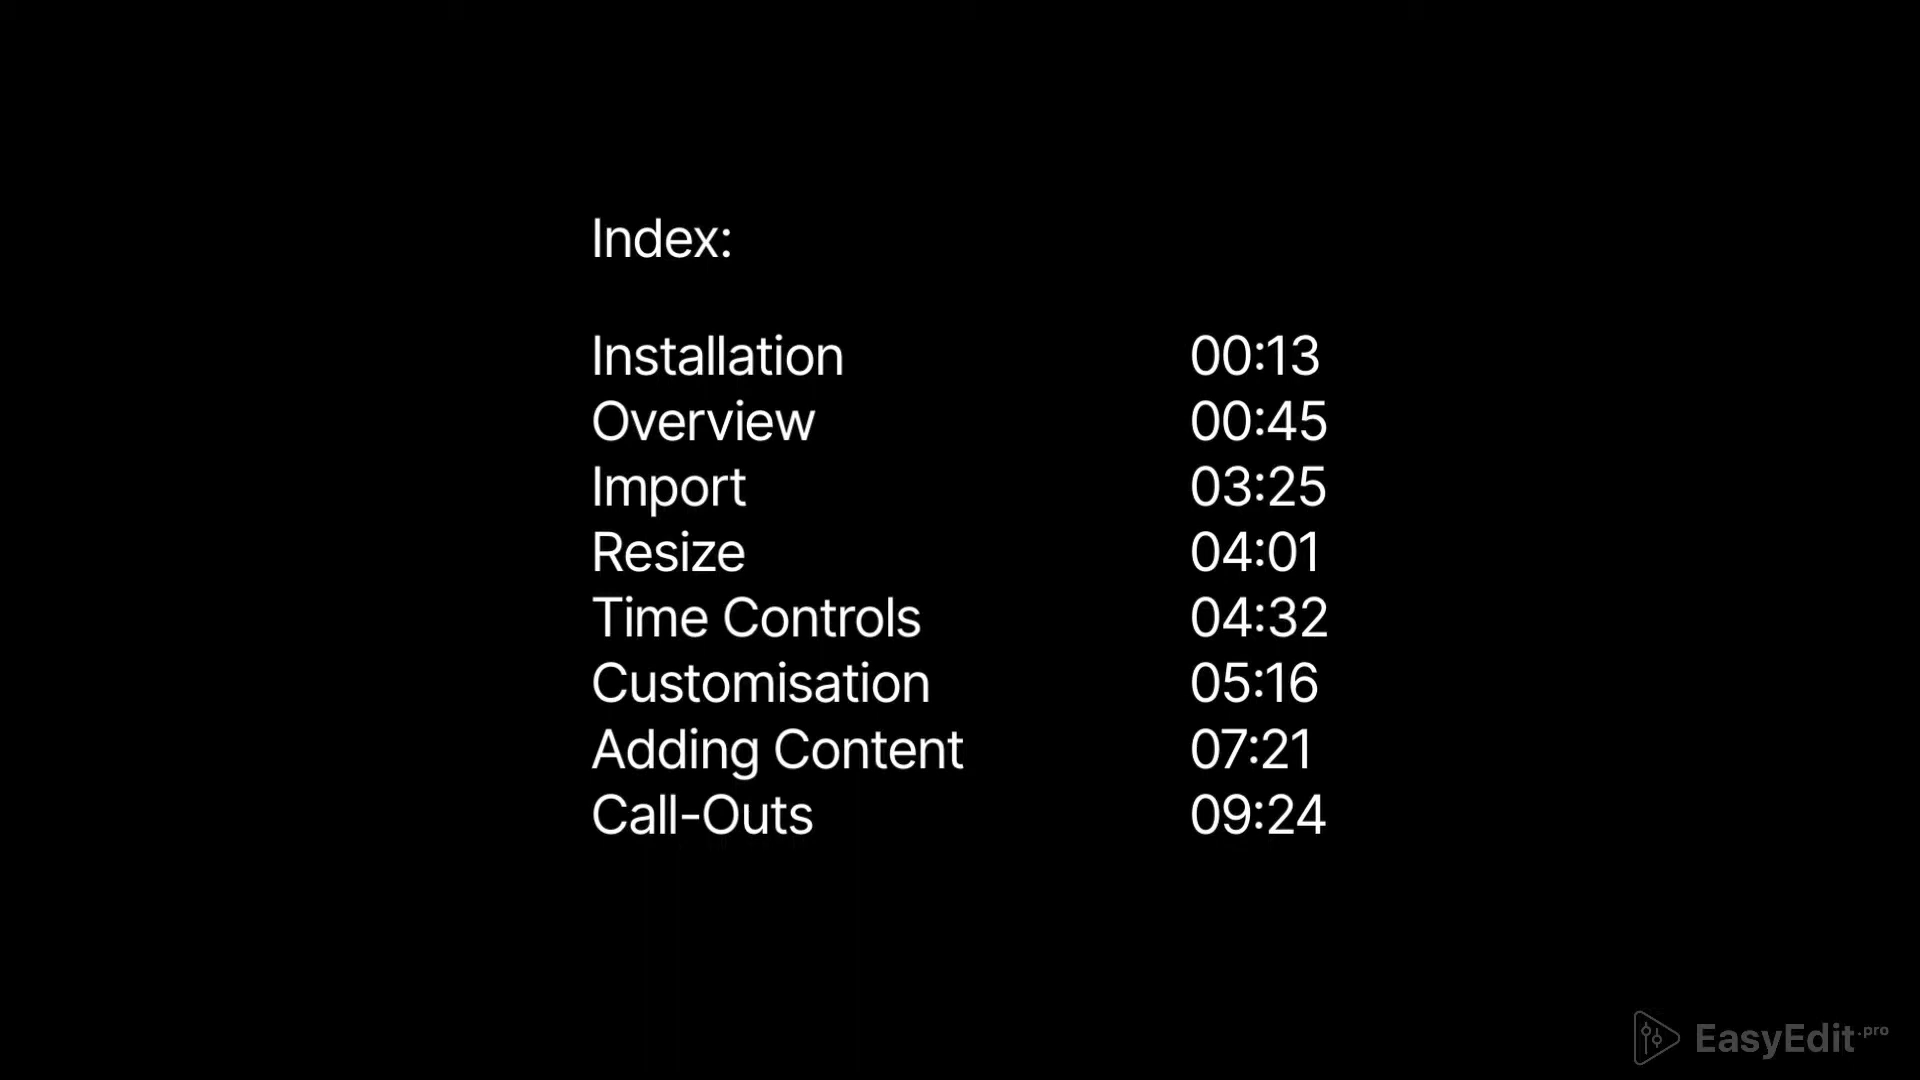 Index:
Installation 00:13
Overview 00:45
Import 03:25
Resize 04:01
Time Controls 04:32
Customisation 05:16
Adding Content 07:21
Call-Outs 09:24
EasyEdit.pro